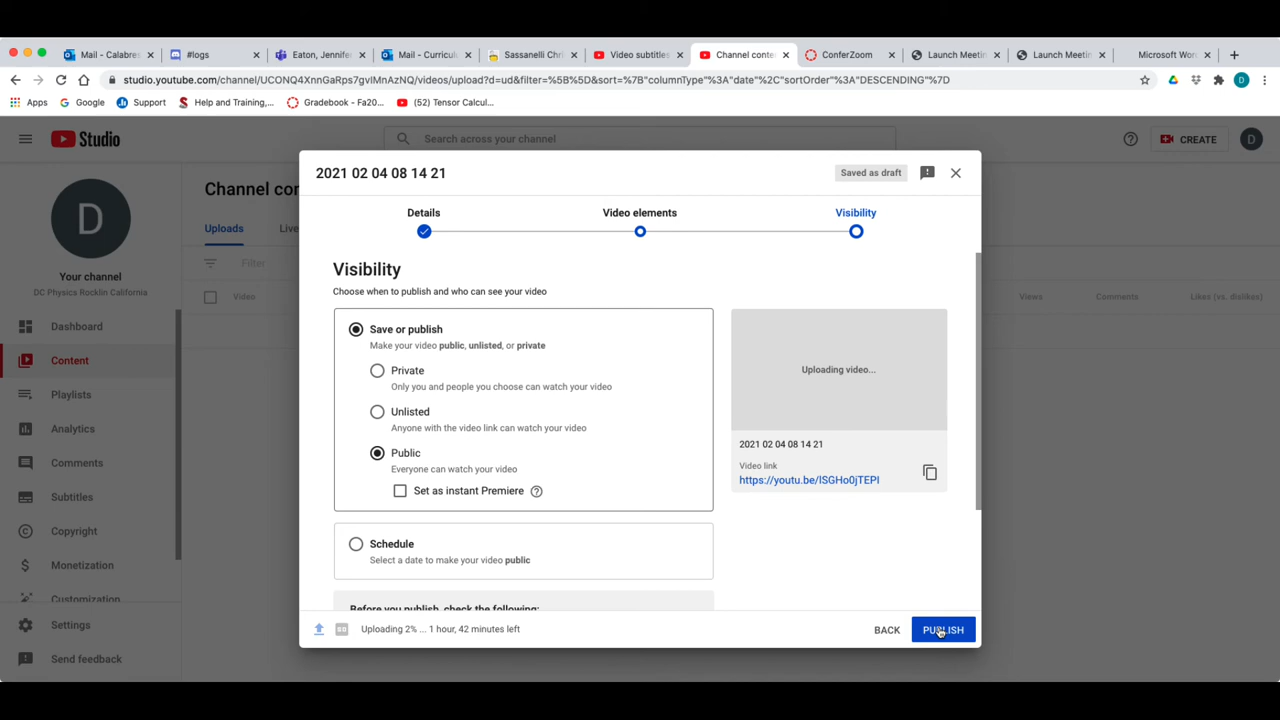 Mail - Calabres
#logs
Eaton, Jennifer
Mail - Curricul
Sassanelli Chri
Video subtitles
Channel conte
ConferZoom
Launch Meetin
Launch Meetin
Microsoft Wor
studio.youtube.com/channel/UCONQ4XnnGaRps7gvIMnAzNQ/videos/upload?d=ud&filter=%5B%5D&sort=%7B"columnType"%3A"date"%2C"sortOrder"%3A"DESCENDING"%7D
D
Apps
Google
Support
Help and Training,...
Gradebook - Fa20...
(52) Tensor Calcul...
Studio
Search across your channel
CREATE
D
D
Your channel
DC Physics Rocklin California
Dashboard
Content
Playlists
Analytics
Comments
Subtitles
Copyright
Monetization
Customization
Settings
Send feedback
Channel con
Uploads
Live
Filter
Video
Views
Comments
Likes (vs. dislikes)
2021 02 04 08 14 21
Saved as draft
Details
Video elements
Visibility
Visibility
Choose when to publish and who can see your video
Save or publish
Make your video public, unlisted, or private
Private
Only you and people you choose can watch your video
Unlisted
Anyone with the video link can watch your video
Public
Everyone can watch your video
Set as instant Premiere
Schedule
Select a date to make your video public
Before you publish, check the following:
Uploading video...
2021 02 04 08 14 21
Video link
https://youtu.be/lSGHo0jTEPI
SD
Uploading 2% ... 1 hour, 42 minutes left
BACK
PUBLISH